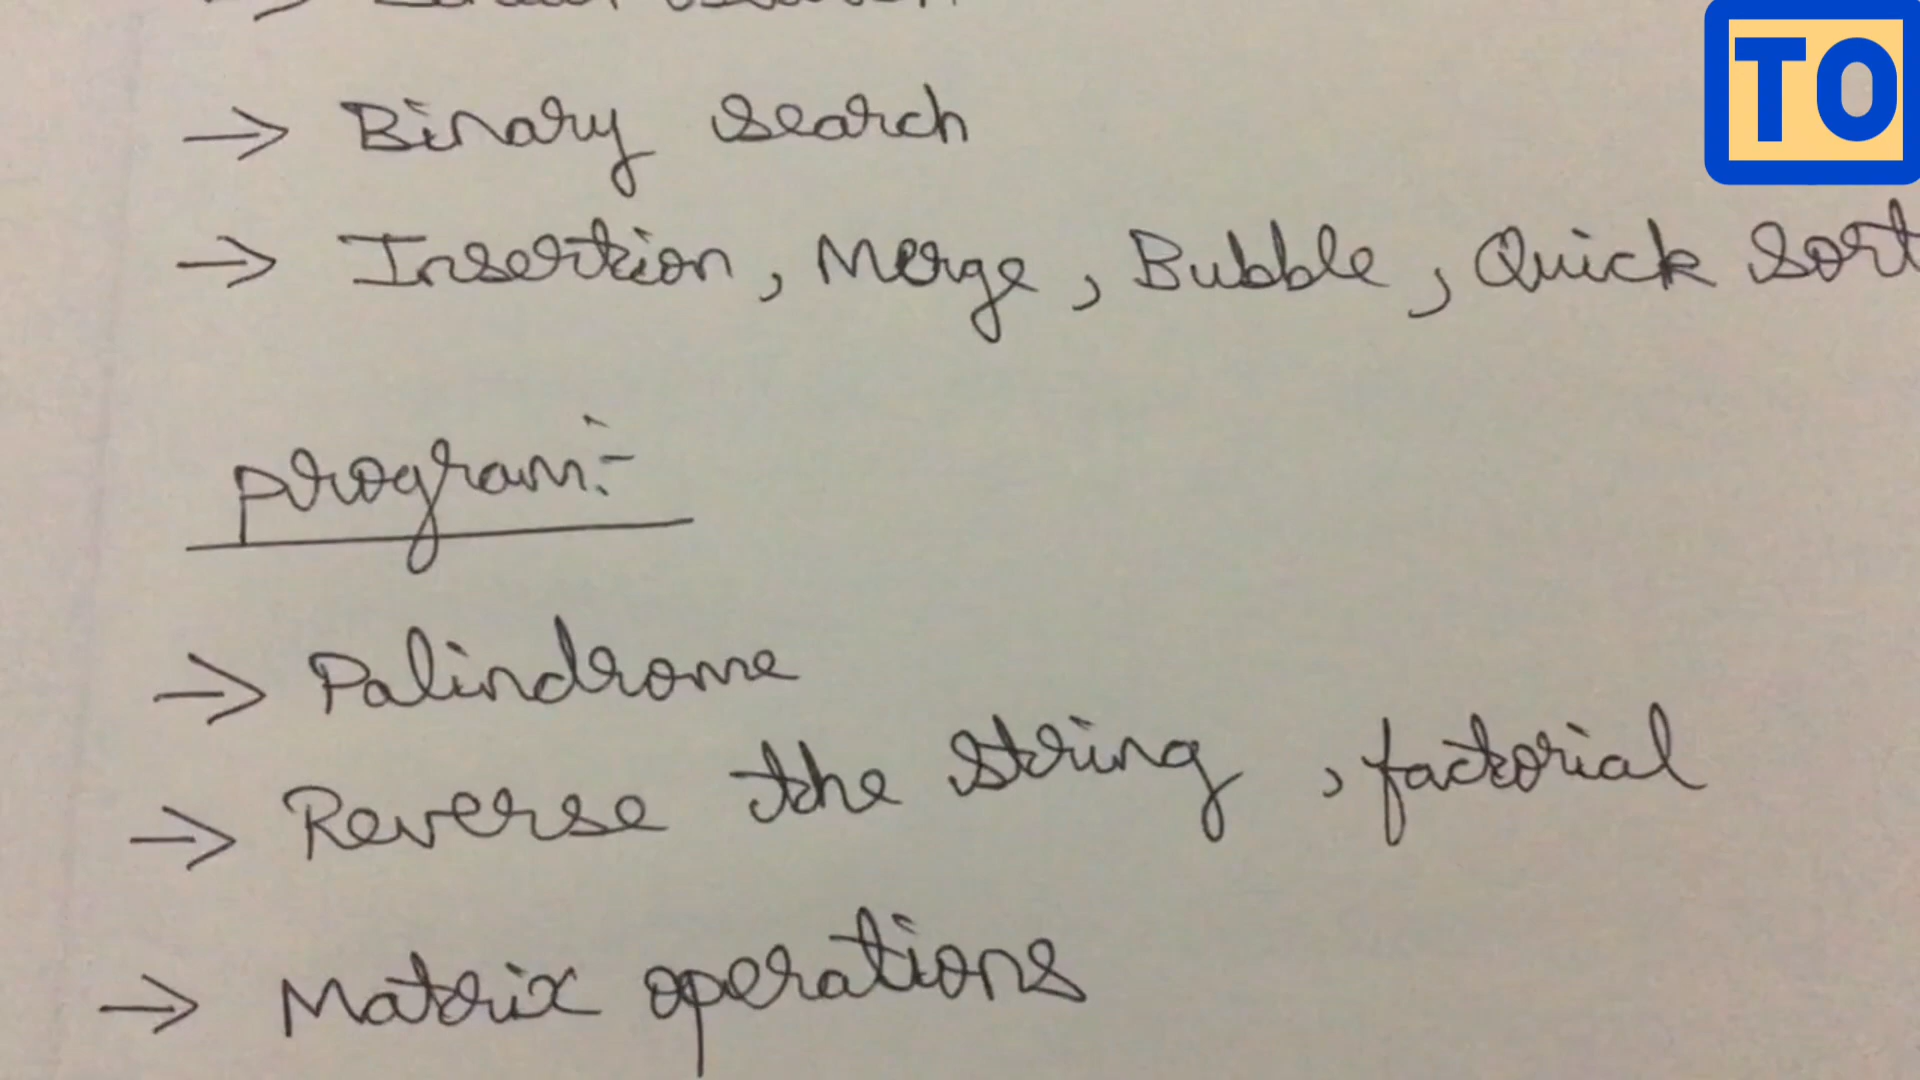 → Binary search
→ Insertion, Merge, Bubble, Quick sort
program:-
→ Palindrome
→ Reverse the string, factorial
→ Matrix operations
TO